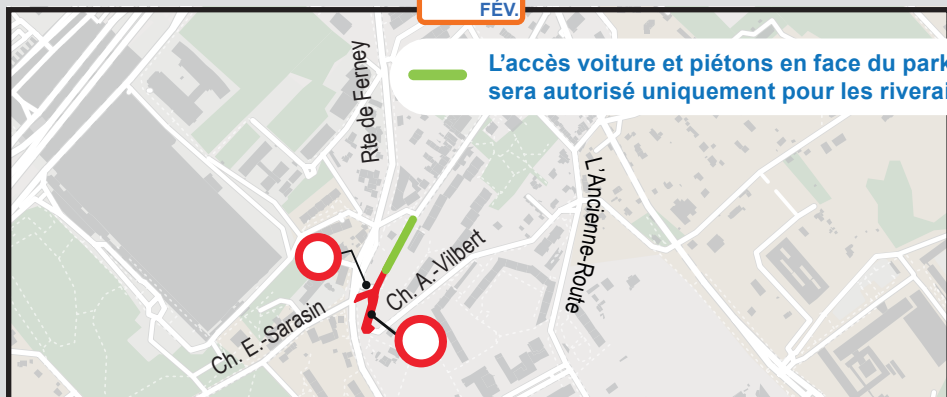 FÉV.
L'accès voiture et piétons en face du park
sera autorisé uniquement pour les riverai
Rte de Ferney
L'Ancienne-Route
Ch. A.-Vilbert
Ch. E.-Sarasin